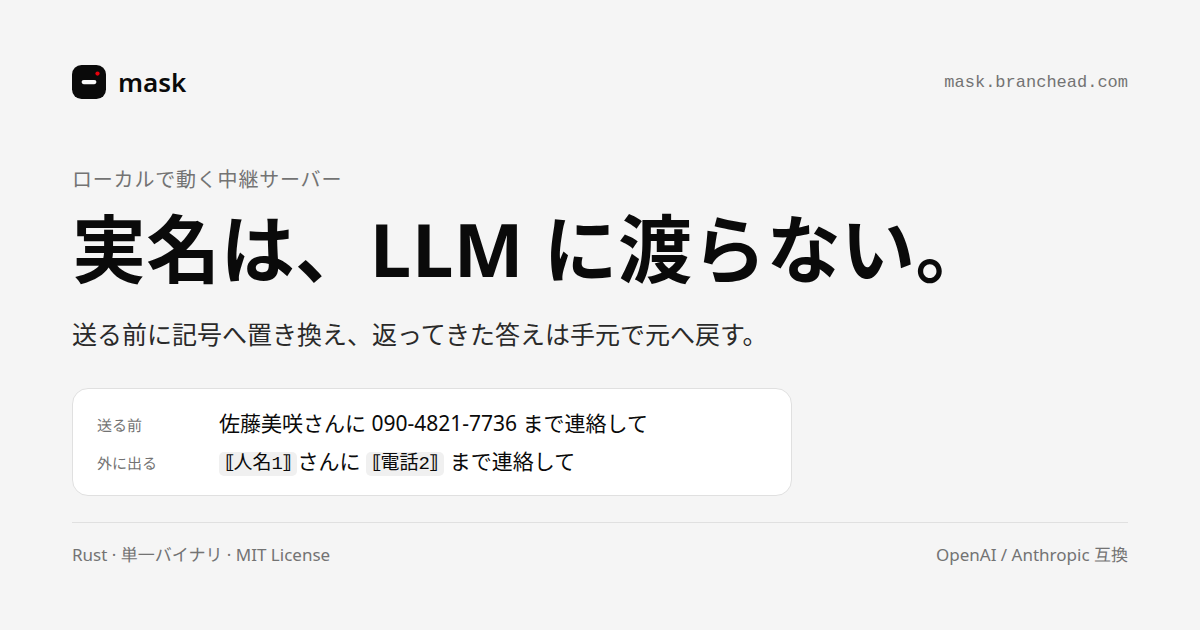 mask
mask.branchead.com
ローカルで動く中継サーバー
実名は、LLM に渡らない。
送る前に記号へ置き換え、返ってきた答えは手元で元へ戻す。
送る前 佐藤美咲さんに 090-4821-7736 まで連絡して
外に出る ⟦人名1⟧さんに ⟦電話2⟧ まで連絡して
Rust · 単一バイナリ · MIT License
OpenAI / Anthropic 互換